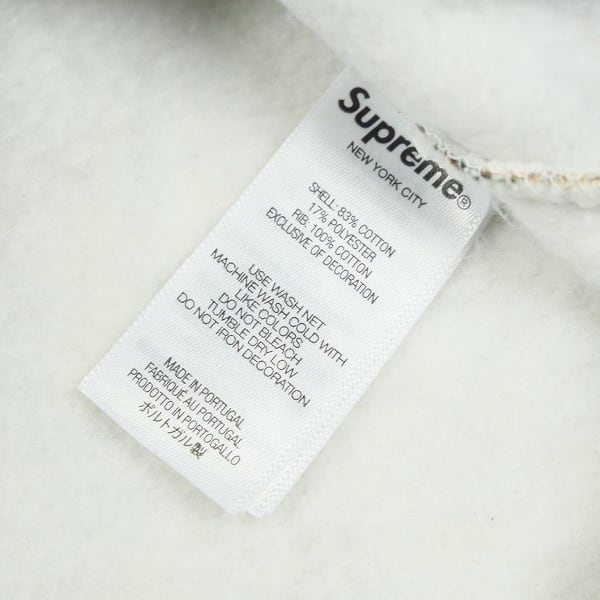 Supreme®
NEW YORK CITY
SHELL: 83% COTTON
17% POLYESTER
RIB: 100% COTTON
EXCLUSIVE OF DECORATION
USE WASH NET
MACHINE WASH COLD WITH
LIKE COLORS
DO NOT BLEACH
TUMBLE DRY LOW
DO NOT IRON DECORATION
MADE IN PORTUGAL
FABRIQUÉ AU PORTUGAL
PRODOTTO IN PORTOGALLO
ポルトガル製